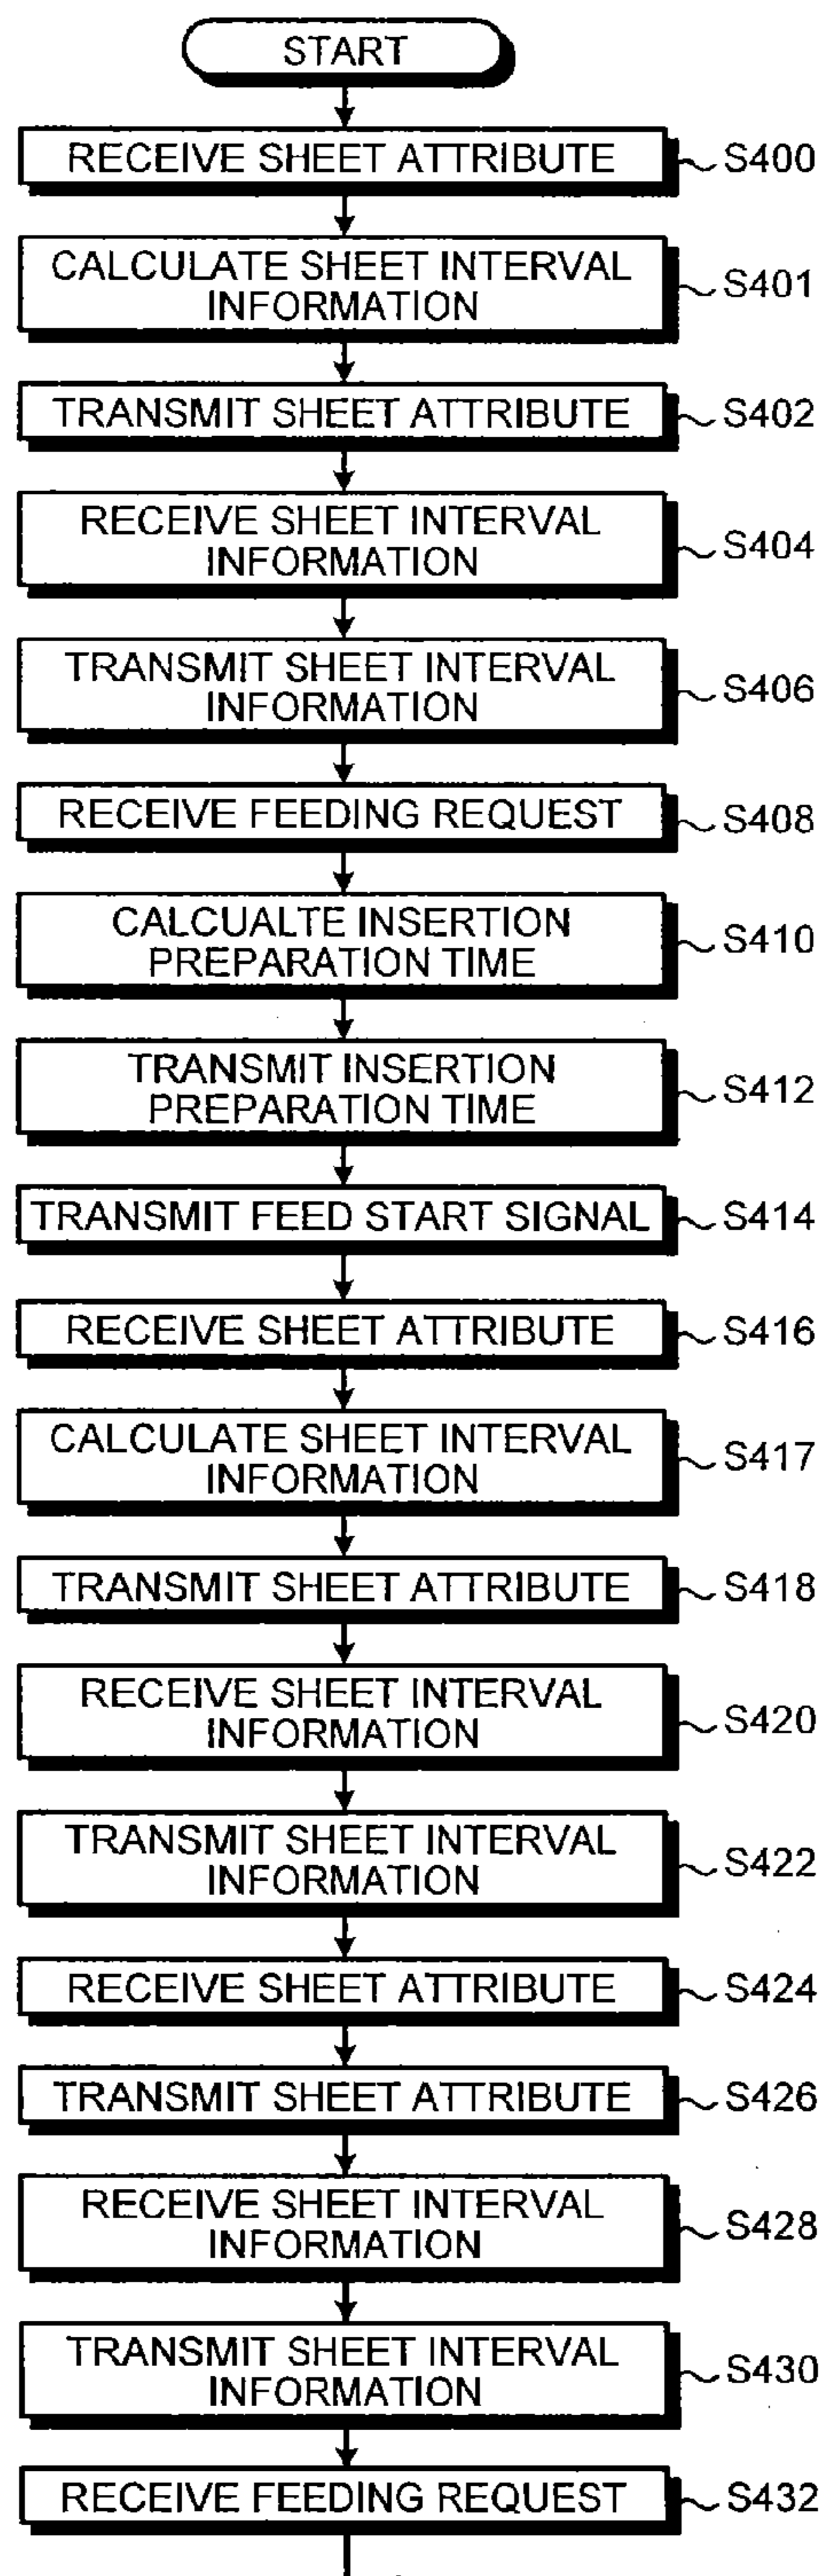 START
RECEIVE SHEET ATTRIBUTE
S400
CALCULATE SHEET INTERVAL
INFORMATION
S401
TRANSMIT SHEET ATTRIBUTE
S402
RECEIVE SHEET INTERVAL
INFORMATION
S404
TRANSMIT SHEET INTERVAL
INFORMATION
S406
RECEIVE FEEDING REQUEST
S408
CALCUALTE INSERTION
PREPARATION TIME
S410
TRANSMIT INSERTION
PREPARATION TIME
S412
TRANSMIT FEED START SIGNAL
S414
RECEIVE SHEET ATTRIBUTE
S416
CALCULATE SHEET INTERVAL
INFORMATION
S417
TRANSMIT SHEET ATTRIBUTE
S418
RECEIVE SHEET INTERVAL
INFORMATION
S420
TRANSMIT SHEET INTERVAL
INFORMATION
S422
RECEIVE SHEET ATTRIBUTE
S424
TRANSMIT SHEET ATTRIBUTE
S426
RECEIVE SHEET INTERVAL
INFORMATION
S428
TRANSMIT SHEET INTERVAL
INFORMATION
S430
RECEIVE FEEDING REQUEST
S432